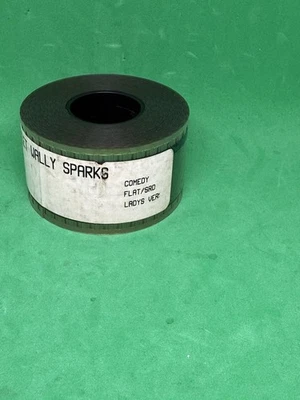 WALLY SPARKS
COMEDY
FLAT/SRD
LADYS VER: